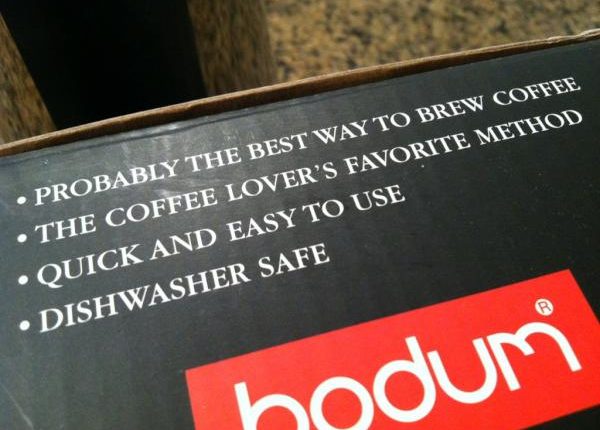 • PROBABLY THE BEST WAY TO BREW COFFEE
• THE COFFEE LOVER'S FAVORITE METHOD
• QUICK AND EASY TO USE
• DISHWASHER SAFE
bodum®